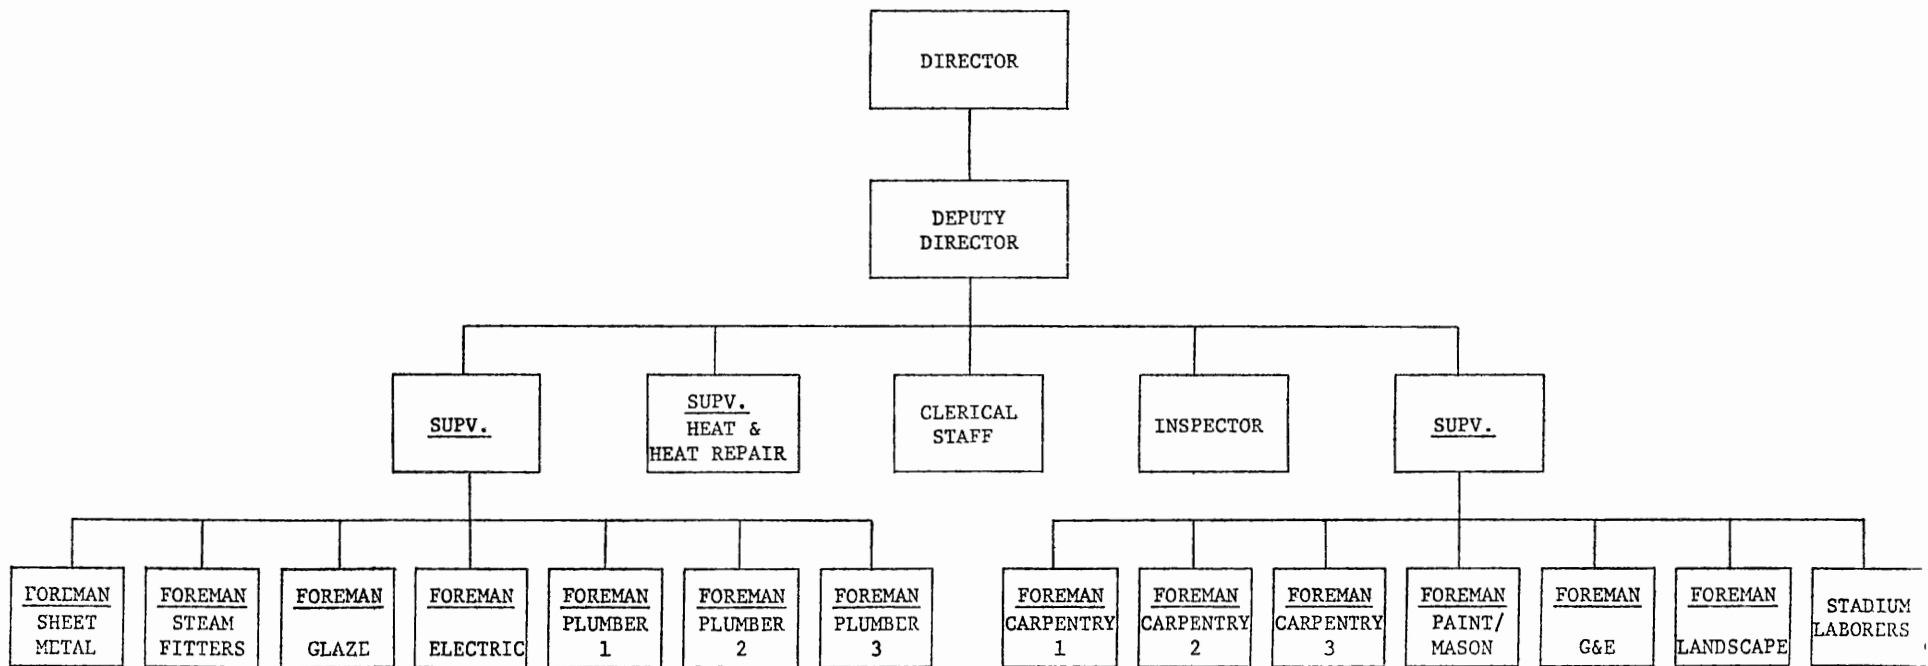 DIRECTOR
DEPUTY
DIRECTOR
SUPV.
SUPV.
HEAT &
HEAT REPAIR
CLERICAL
STAFF
INSPECTOR
SUPV.
FOREMAN
SHEET
METAL
FOREMAN
STEAM
FITTERS
FOREMAN
GLAZE
FOREMAN
ELECTRIC
FOREMAN
PLUMBER
1
FOREMAN
PLUMBER
2
FOREMAN
PLUMBER
3
FOREMAN
CARPENTRY
1
FOREMAN
CARPENTRY
2
FOREMAN
CARPENTRY
3
FOREMAN
PAINT/
MASON
FOREMAN
G&E
FOREMAN
LANDSCAPE
STADIUM
LABORERS